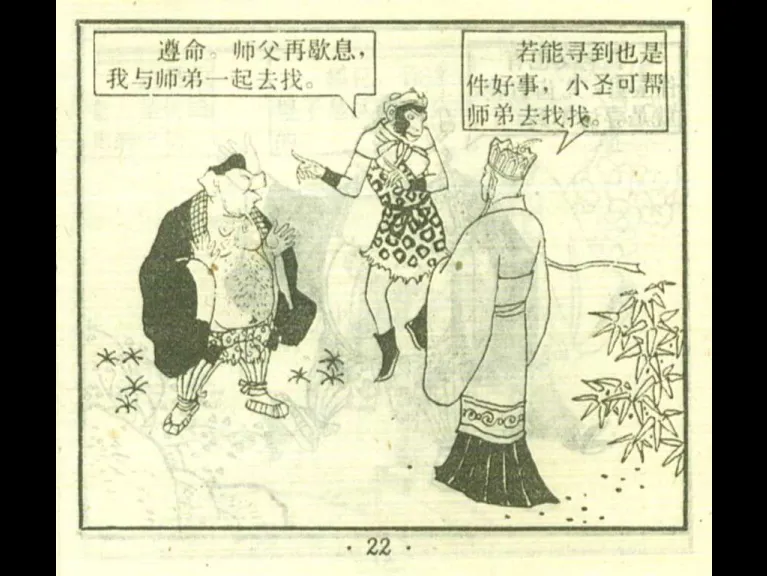 遵命。师父再歇息，
我与师弟一起去找。
若能寻到也是
件好事，小圣可帮
师弟去找找。
· 22 ·